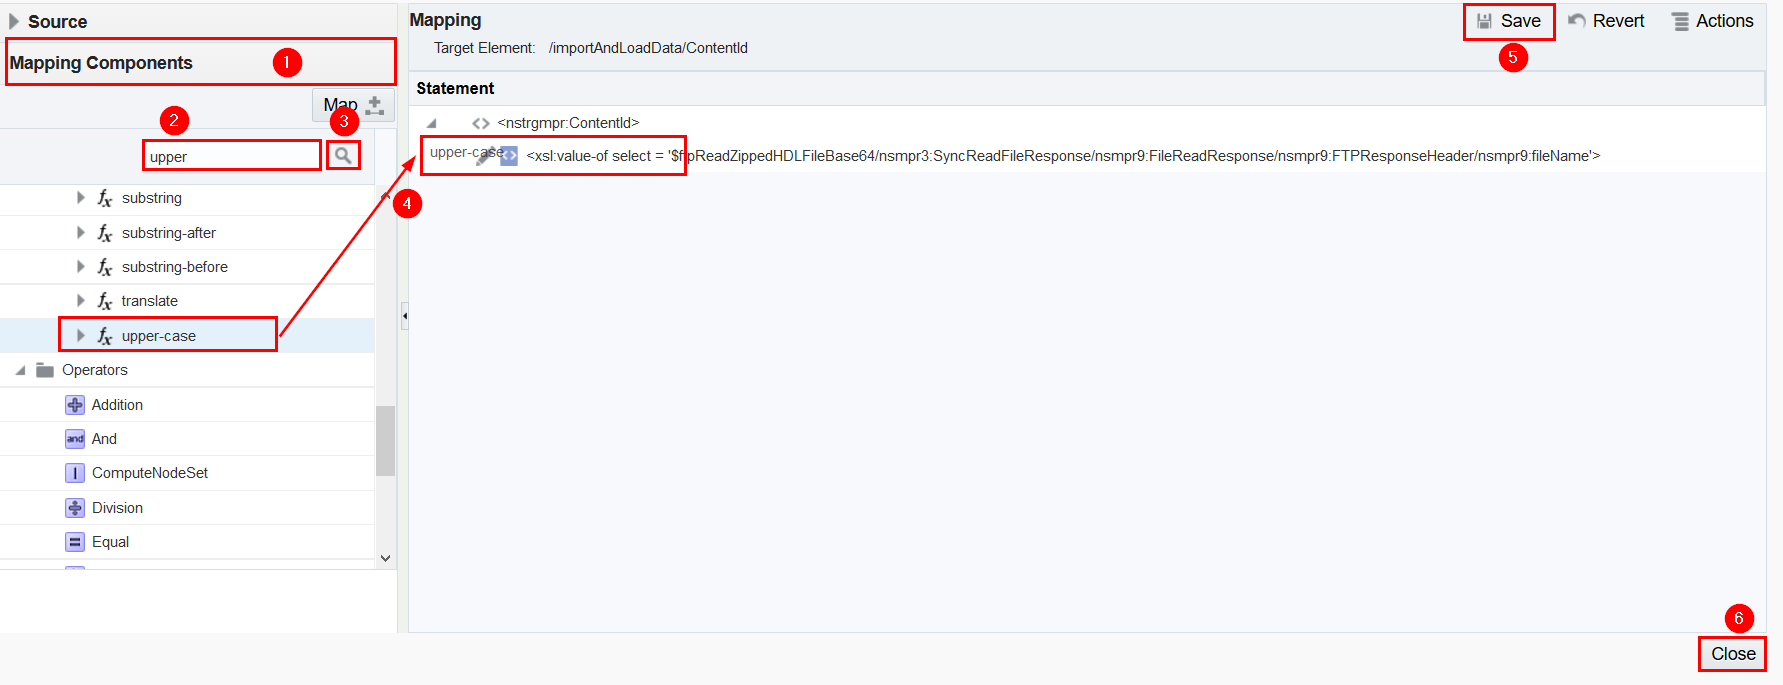 Source
Mapping Components
1
Map
2
3
upper
substring
substring-after
substring-before
translate
upper-case
Operators
Addition
And
ComputeNodeSet
Division
Equal
Mapping
Target Element: /importAndLoadData/ContentId
Save
Revert
Actions
5
Statement
<nstrgmpr:ContentId>
upper-case
<xsl:value-of select = '$ftpReadZippedHDLFileBase64/nsmpr3:SyncReadFileResponse/nsmpr9:FileReadResponse/nsmpr9:FTPResponseHeader/nsmpr9:fileName'>
4
6
Close